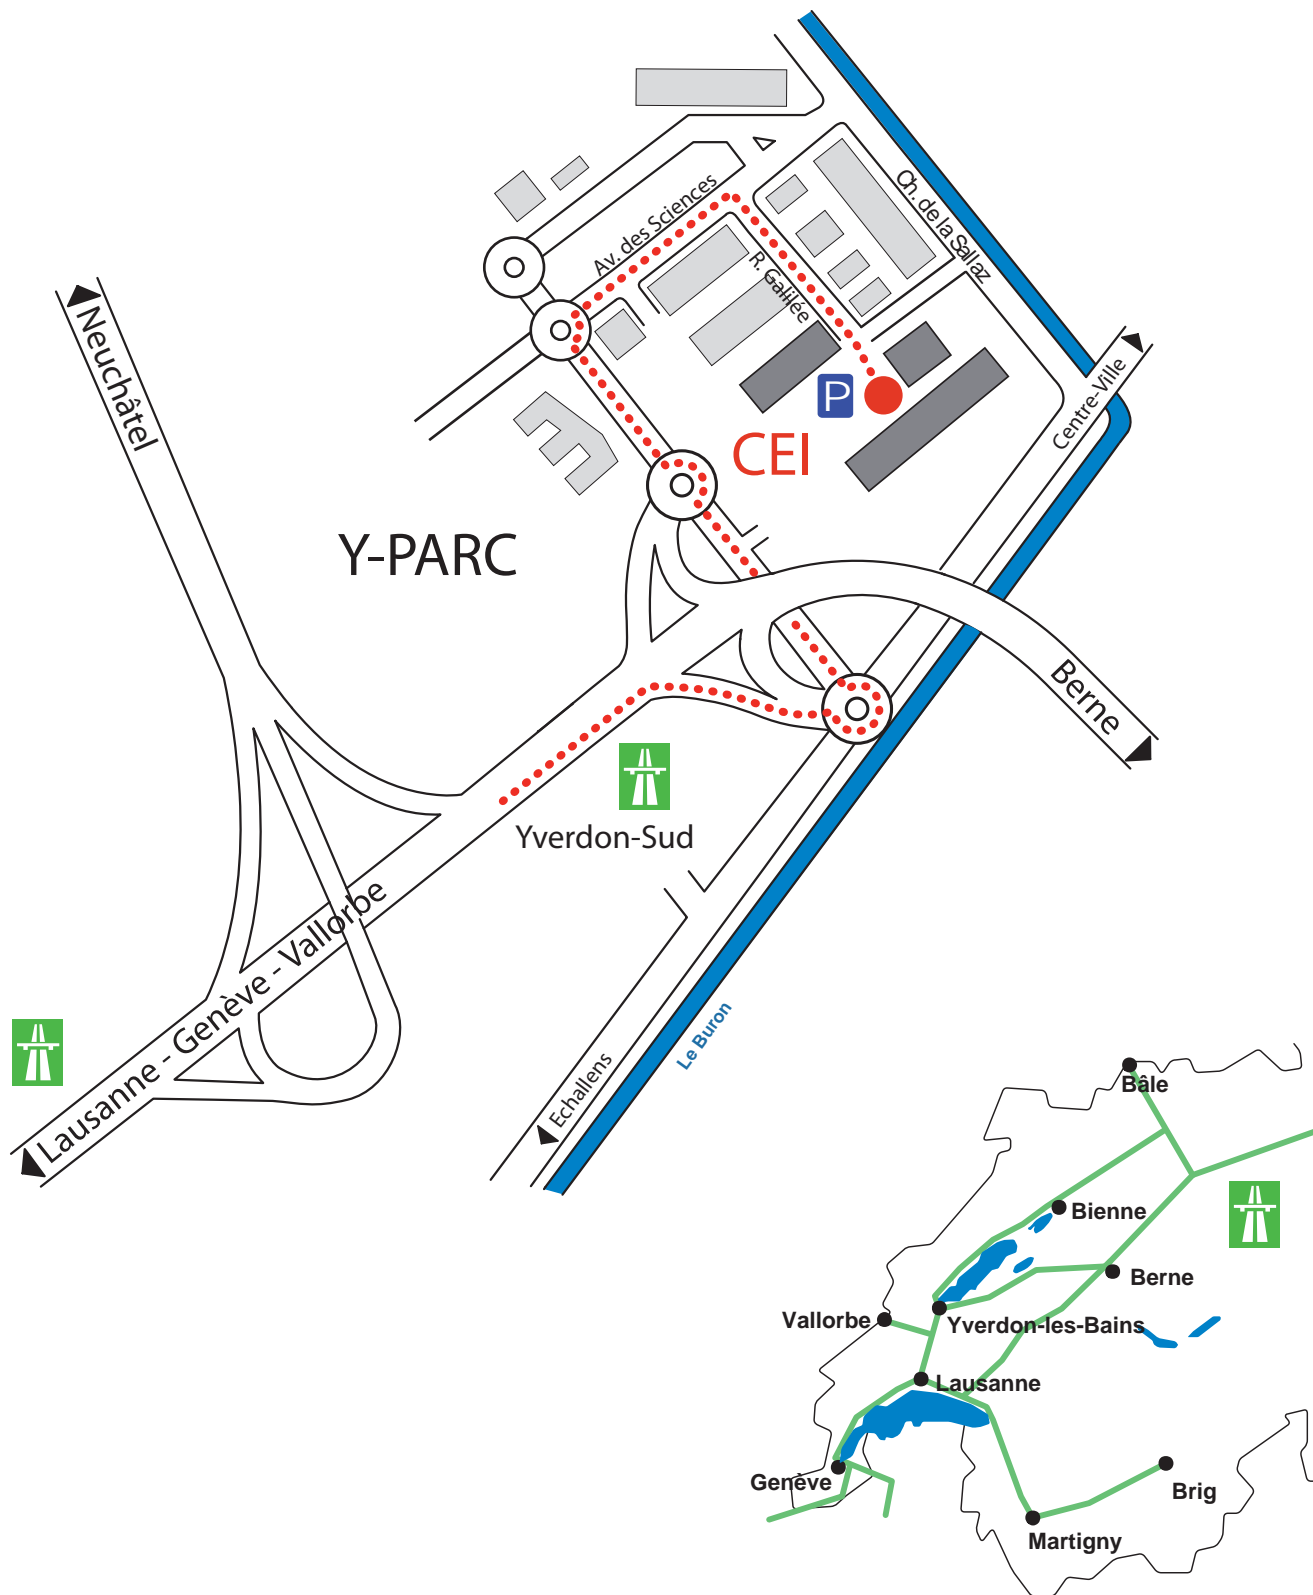 Av. des Sciences
Ch. de la Sallaz
R. Galilée
Neuchâtel
Centre-Ville
P
CEI
Y-PARC
Berne
Yverdon-Sud
Lausanne - Genève - Vallorbe
Le Buron
Echallens
Bâle
Bienne
Berne
Vallorbe
Yverdon-les-Bains
Lausanne
Genève
Brig
Martigny